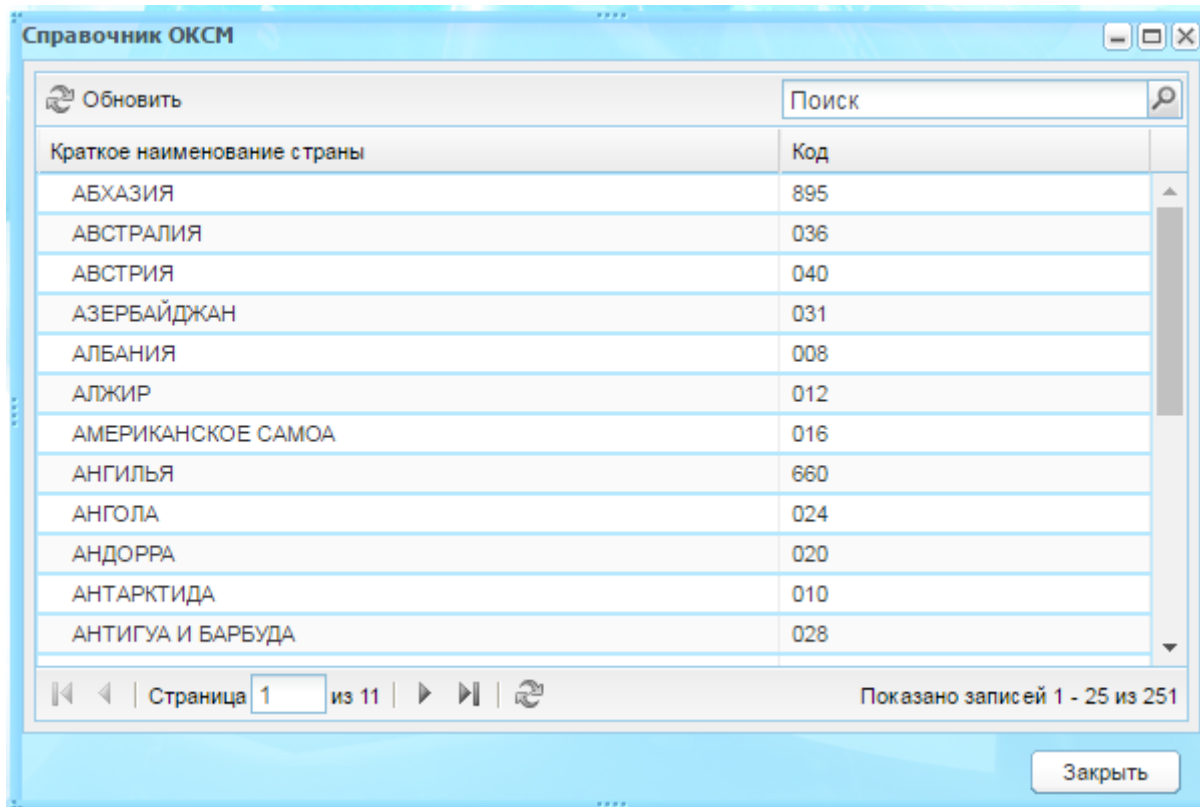 Справочник ОКСМ
Обновить Поиск
Краткое наименование страны Код
АБХАЗИЯ 895
АВСТРАЛИЯ 036
АВСТРИЯ 040
АЗЕРБАЙДЖАН 031
АЛБАНИЯ 008
АЛЖИР 012
АМЕРИКАНСКОЕ САМОА 016
АНГИЛЬЯ 660
АНГОЛА 024
АНДОРРА 020
АНТАРКТИДА 010
АНТИГУА И БАРБУДА 028
Страница 1 из 11 Показано записей 1 - 25 из 251
Закрыть